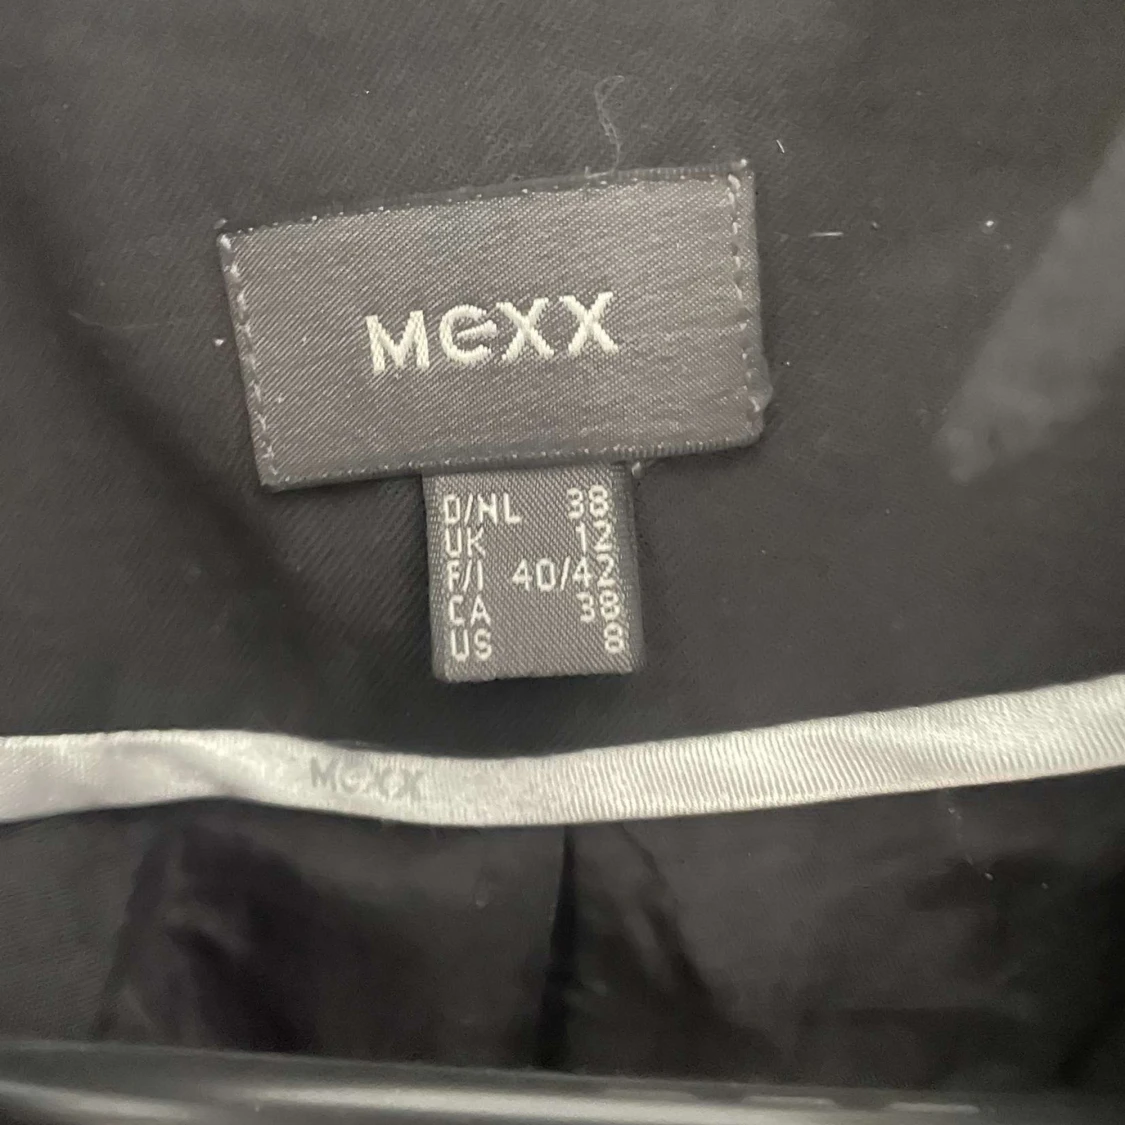 Mexx
D/NL 38
UK 12
F/I 40/42
CA 38
US 8
Mexx